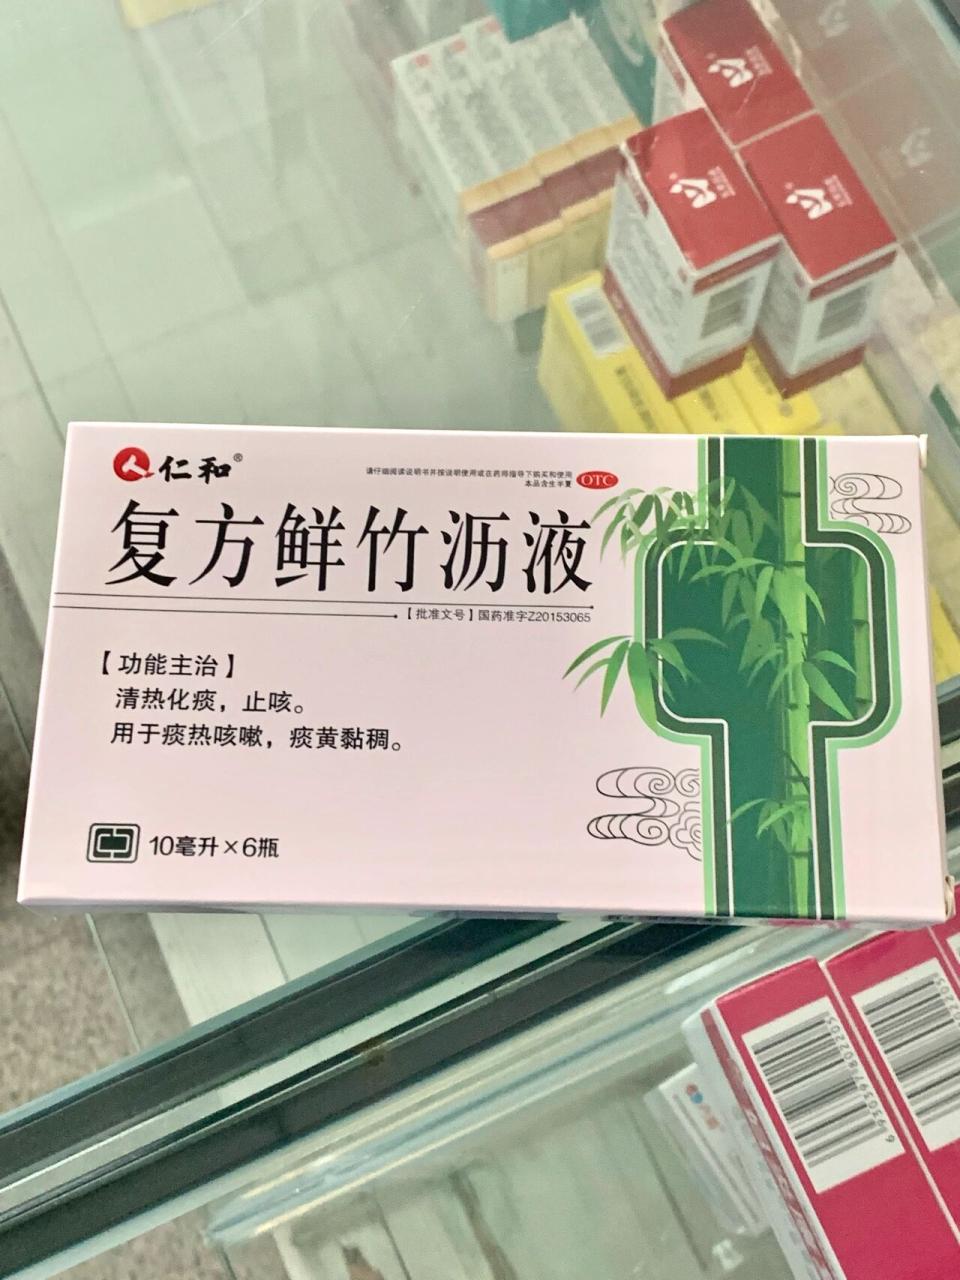 仁和®
请仔细阅读说明书并按说明使用或在药师指导下购买和使用
本品含生半夏
OTC
复方鲜竹沥液
【批准文号】国药准字Z20153065
【功能主治】
清热化痰，止咳。
用于痰热咳嗽，痰黄黏稠。
10毫升×6瓶
6930397802205